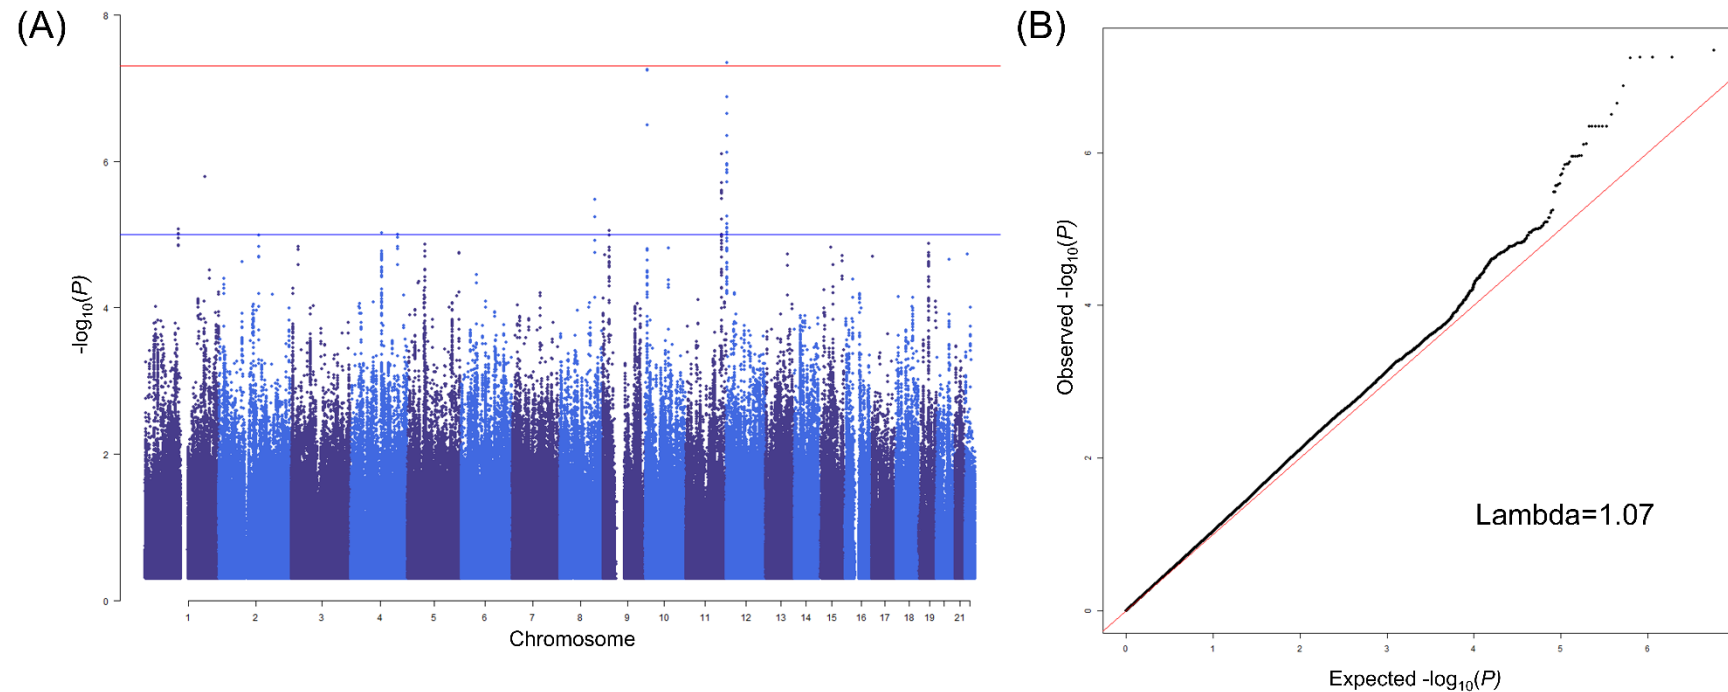 (A)
8
6
4
2
0
-log10(P)
1 2 3 4 5 6 7 8 9 10 11 12 13 14 15 16 17 18 19 21
Chromosome
(B)
6
4
2
0
Observed -log10(P)
Lambda=1.07
0 1 2 3 4 5 6
Expected -log10(P)